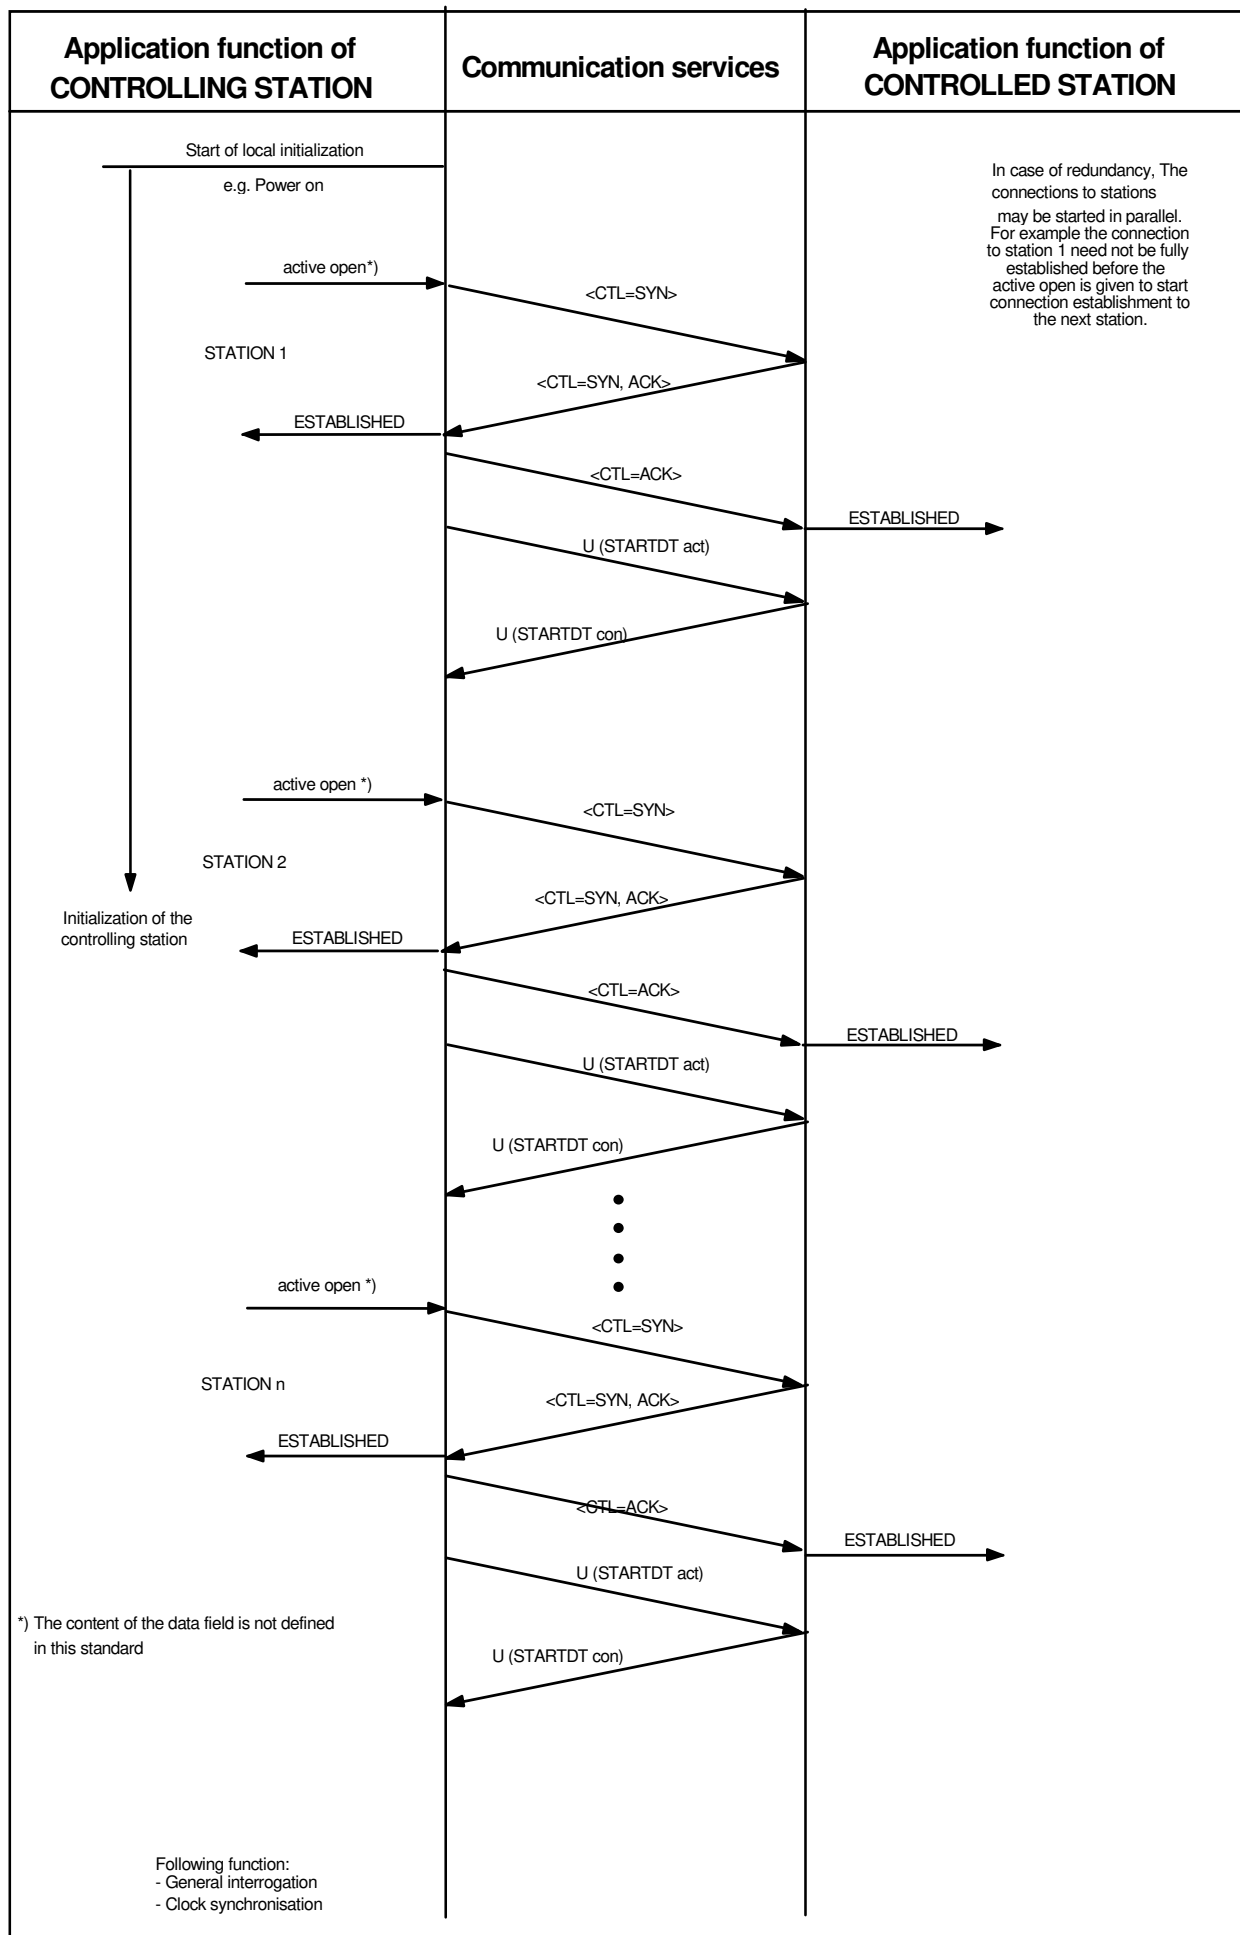 Application function of
CONTROLLING STATION
Communication services
Application function of
CONTROLLED STATION
Start of local initialization
e.g. Power on
In case of redundancy, The
connections to stations
may be started in parallel.
For example the connection
to station 1 need not be fully
established before the
active open is given to start
connection establishment to
the next station.
active open*)
<CTL=SYN>
STATION 1
<CTL=SYN, ACK>
ESTABLISHED
<CTL=ACK>
ESTABLISHED
U (STARTDT act)
U (STARTDT con)
active open *)
<CTL=SYN>
STATION 2
<CTL=SYN, ACK>
Initialization of the
controlling station
ESTABLISHED
<CTL=ACK>
ESTABLISHED
U (STARTDT act)
U (STARTDT con)
active open *)
<CTL=SYN>
STATION n
<CTL=SYN, ACK>
ESTABLISHED
<CTL=ACK>
ESTABLISHED
U (STARTDT act)
*) The content of the data field is not defined
in this standard
U (STARTDT con)
Following function:
- General interrogation
- Clock synchronisation